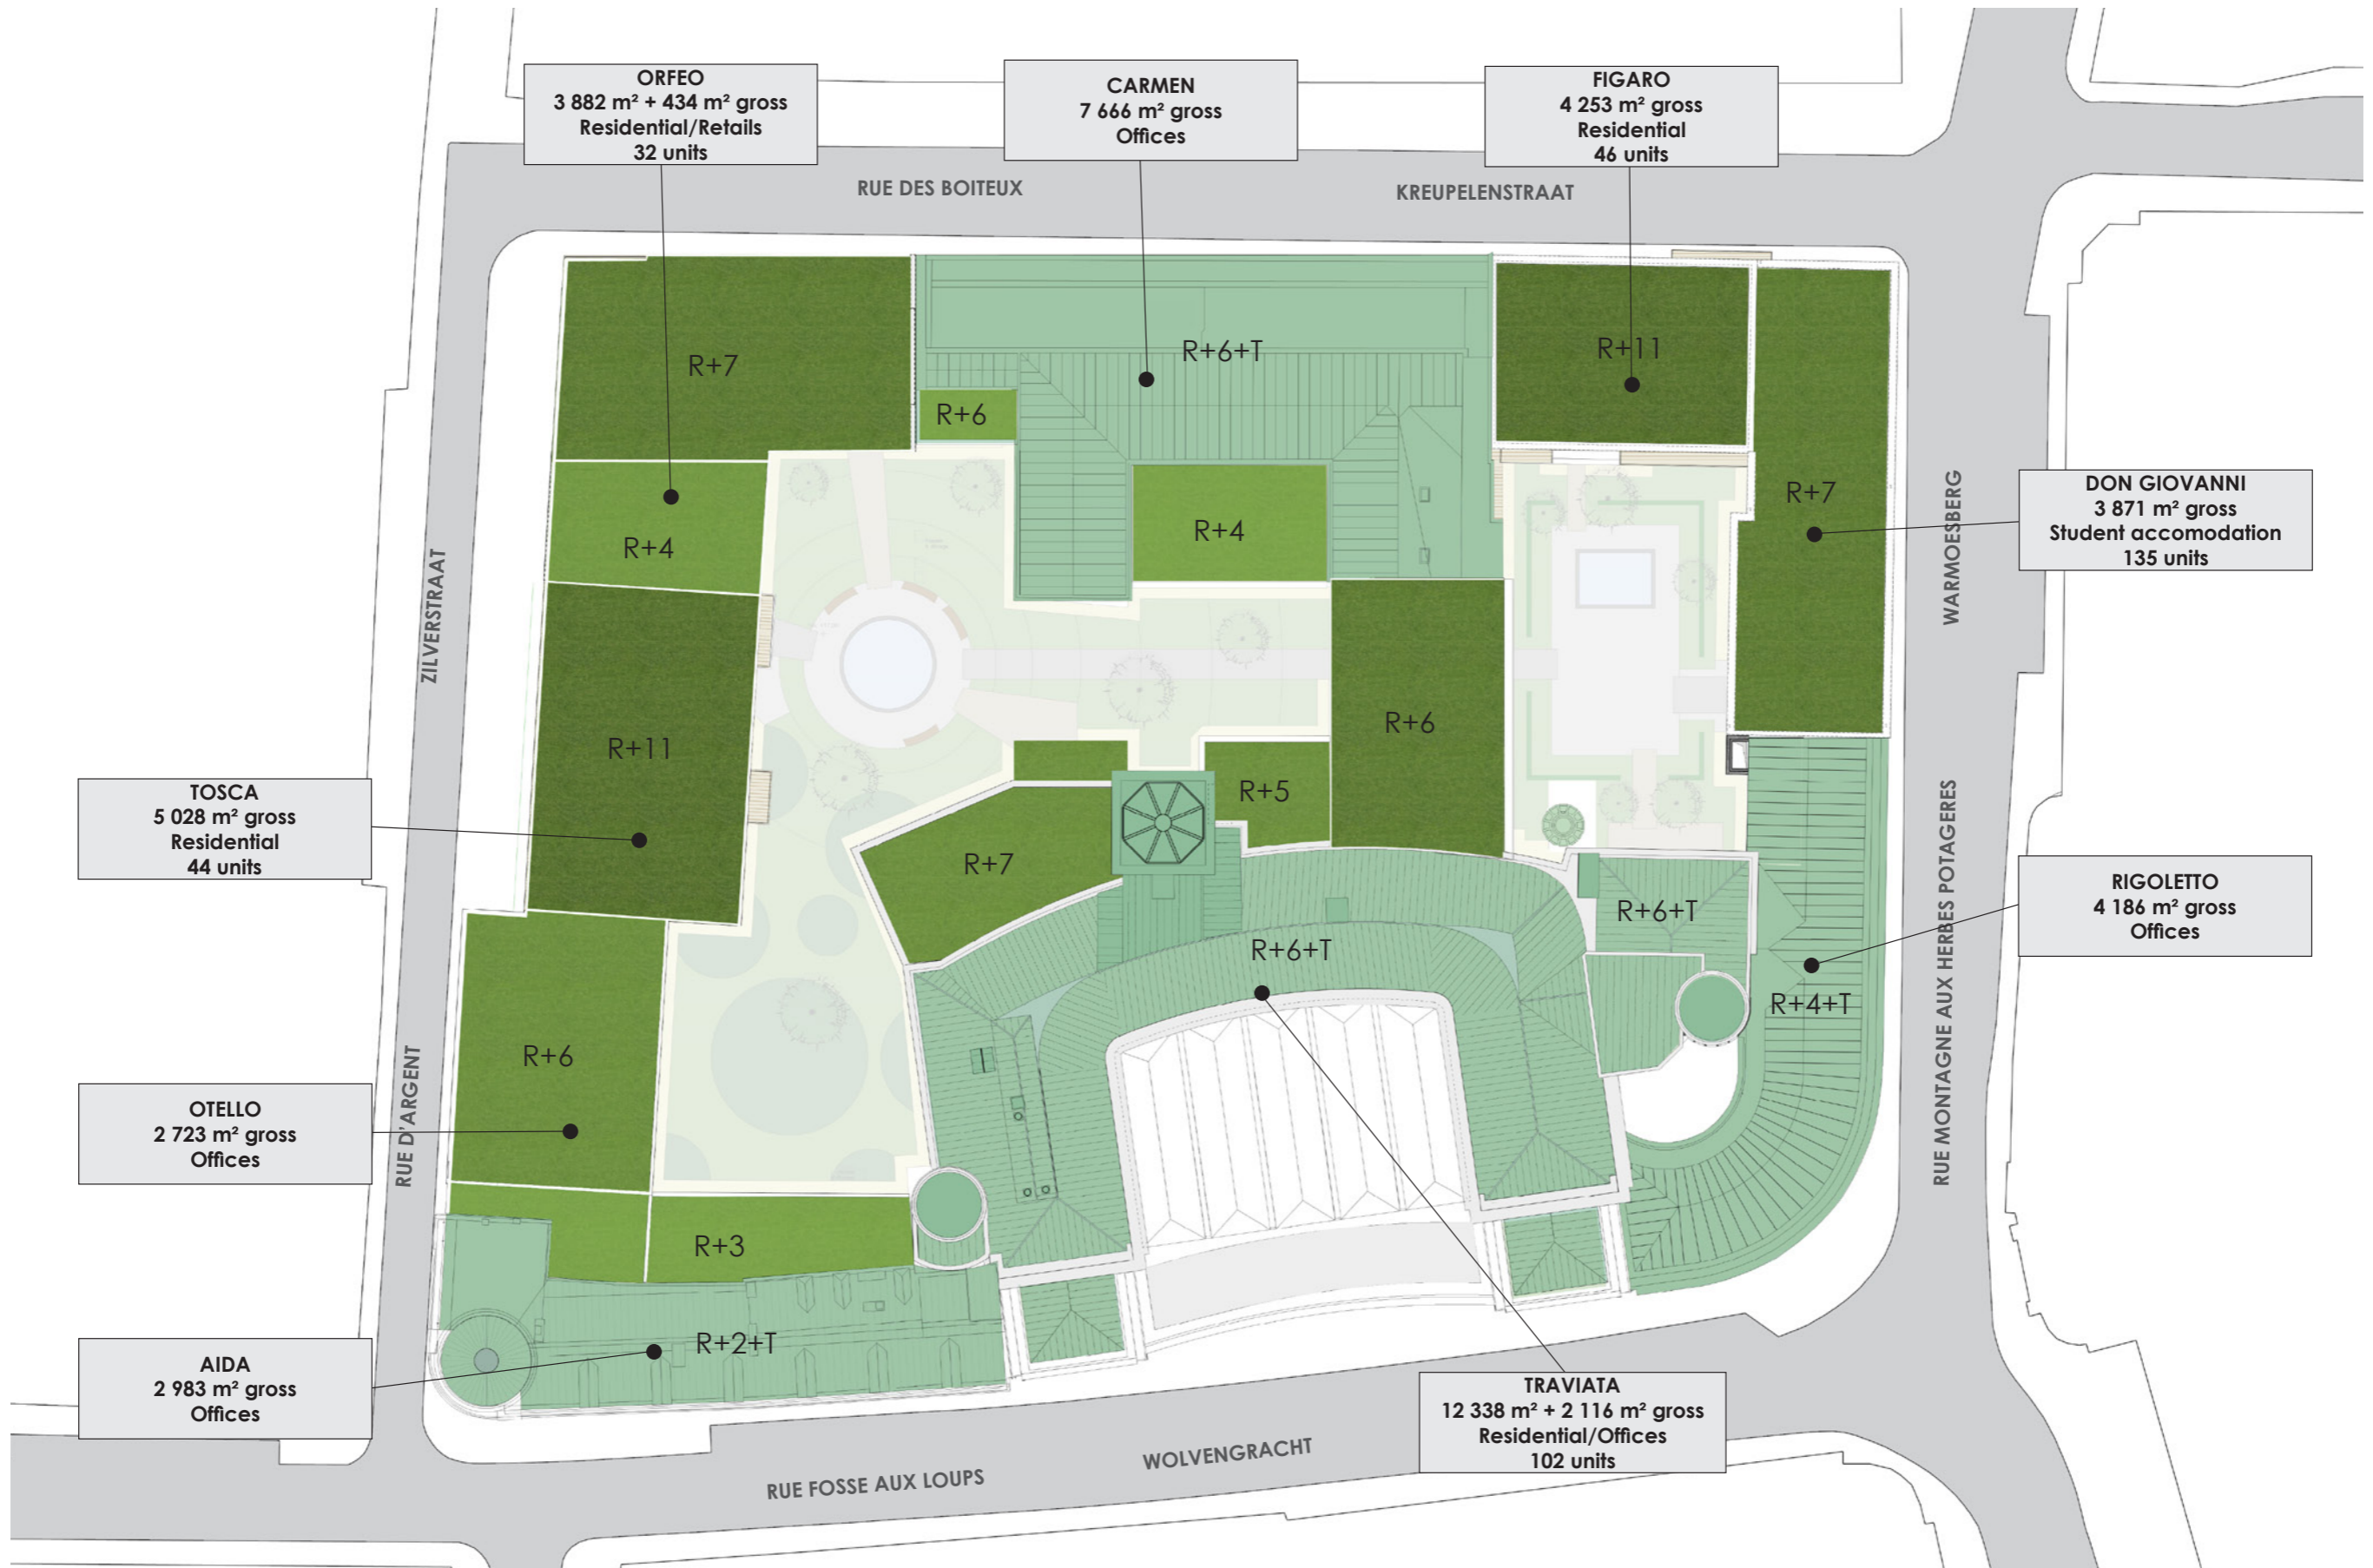 ORFEO
3 882 m² + 434 m² gross
Residential/Retails
32 units
CARMEN
7 666 m² gross
Offices
FIGARO
4 253 m² gross
Residential
46 units
RUE DES BOITEUX
KREUPELENSTRAAT
R+7
R+6+T
R+11
R+6
R+4
R+4
R+7
DON GIOVANNI
3 871 m² gross
Student accomodation
135 units
ZILVERSTRAAT
WARMOESBERG
R+11
R+6
R+5
R+7
TOSCA
5 028 m² gross
Residential
44 units
R+6+T
R+6+T
R+4+T
RIGOLETTO
4 186 m² gross
Offices
RUE MONTAGNE AUX HERBES POTAGERES
R+6
RUE D'ARGENT
OTELLO
2 723 m² gross
Offices
R+3
R+2+T
AIDA
2 983 m² gross
Offices
TRAVIATA
12 338 m² + 2 116 m² gross
Residential/Offices
102 units
RUE FOSSE AUX LOUPS
WOLVENGRACHT